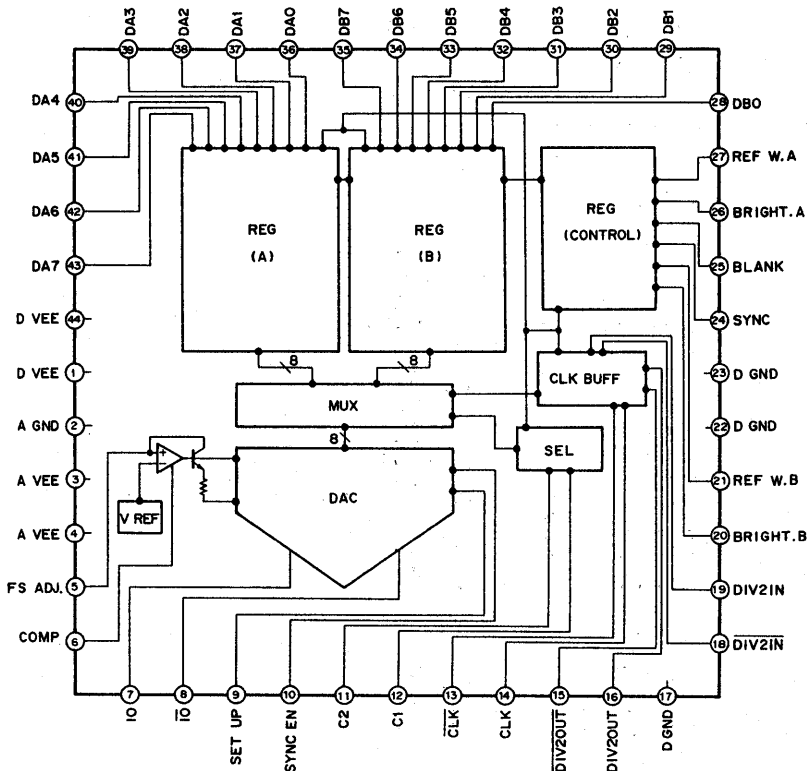 DA3 DA2 DA1 DA0 DB7 DB6 DB5 DB4 DB3 DB2 DB1
39 38 37 36 35 34 33 32 31 30 29
DA4 40
28 DBO
DA5 41
27 REF W.A
DA6 42
26 BRIGHT.A
DA7 43
25 BLANK
D VEE 44
24 SYNC
D VEE 1
23 D GND
A GND 2
22 D GND
A VEE 3
21 REF W.B
A VEE 4
20 BRIGHT.B
FS ADJ. 5
19 DIV2IN
COMP. 6
18 D̅I̅V̅2̅I̅N̅
REG
(A)
REG
(B)
REG
(CONTROL)
8
8
MUX
CLK BUFF
8
SEL
DAC
+
−
V REF
7 8 9 10 11 12 13 14 15 16 17
IO I̅O̅ SET UP SYNC EN C2 C1 C̅L̅K̅ CLK D̅I̅V̅2̅O̅U̅T̅ DIV2OUT D GND